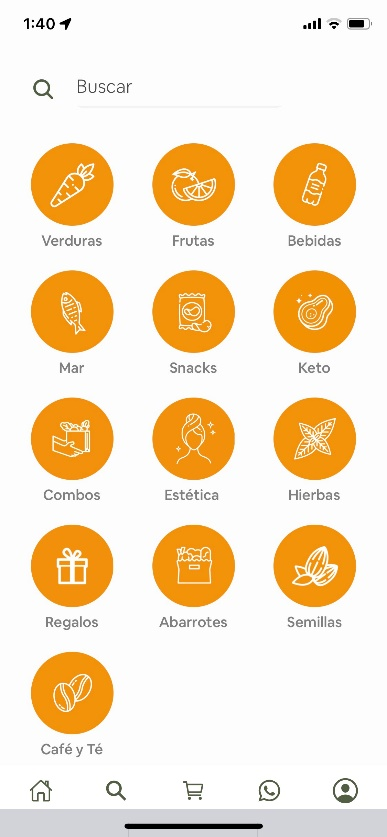 1:40
Buscar
Verduras Frutas Bebidas
Mar Snacks Keto
Combos Estética Hierbas
Regalos Abarrotes Semillas
Café y Té